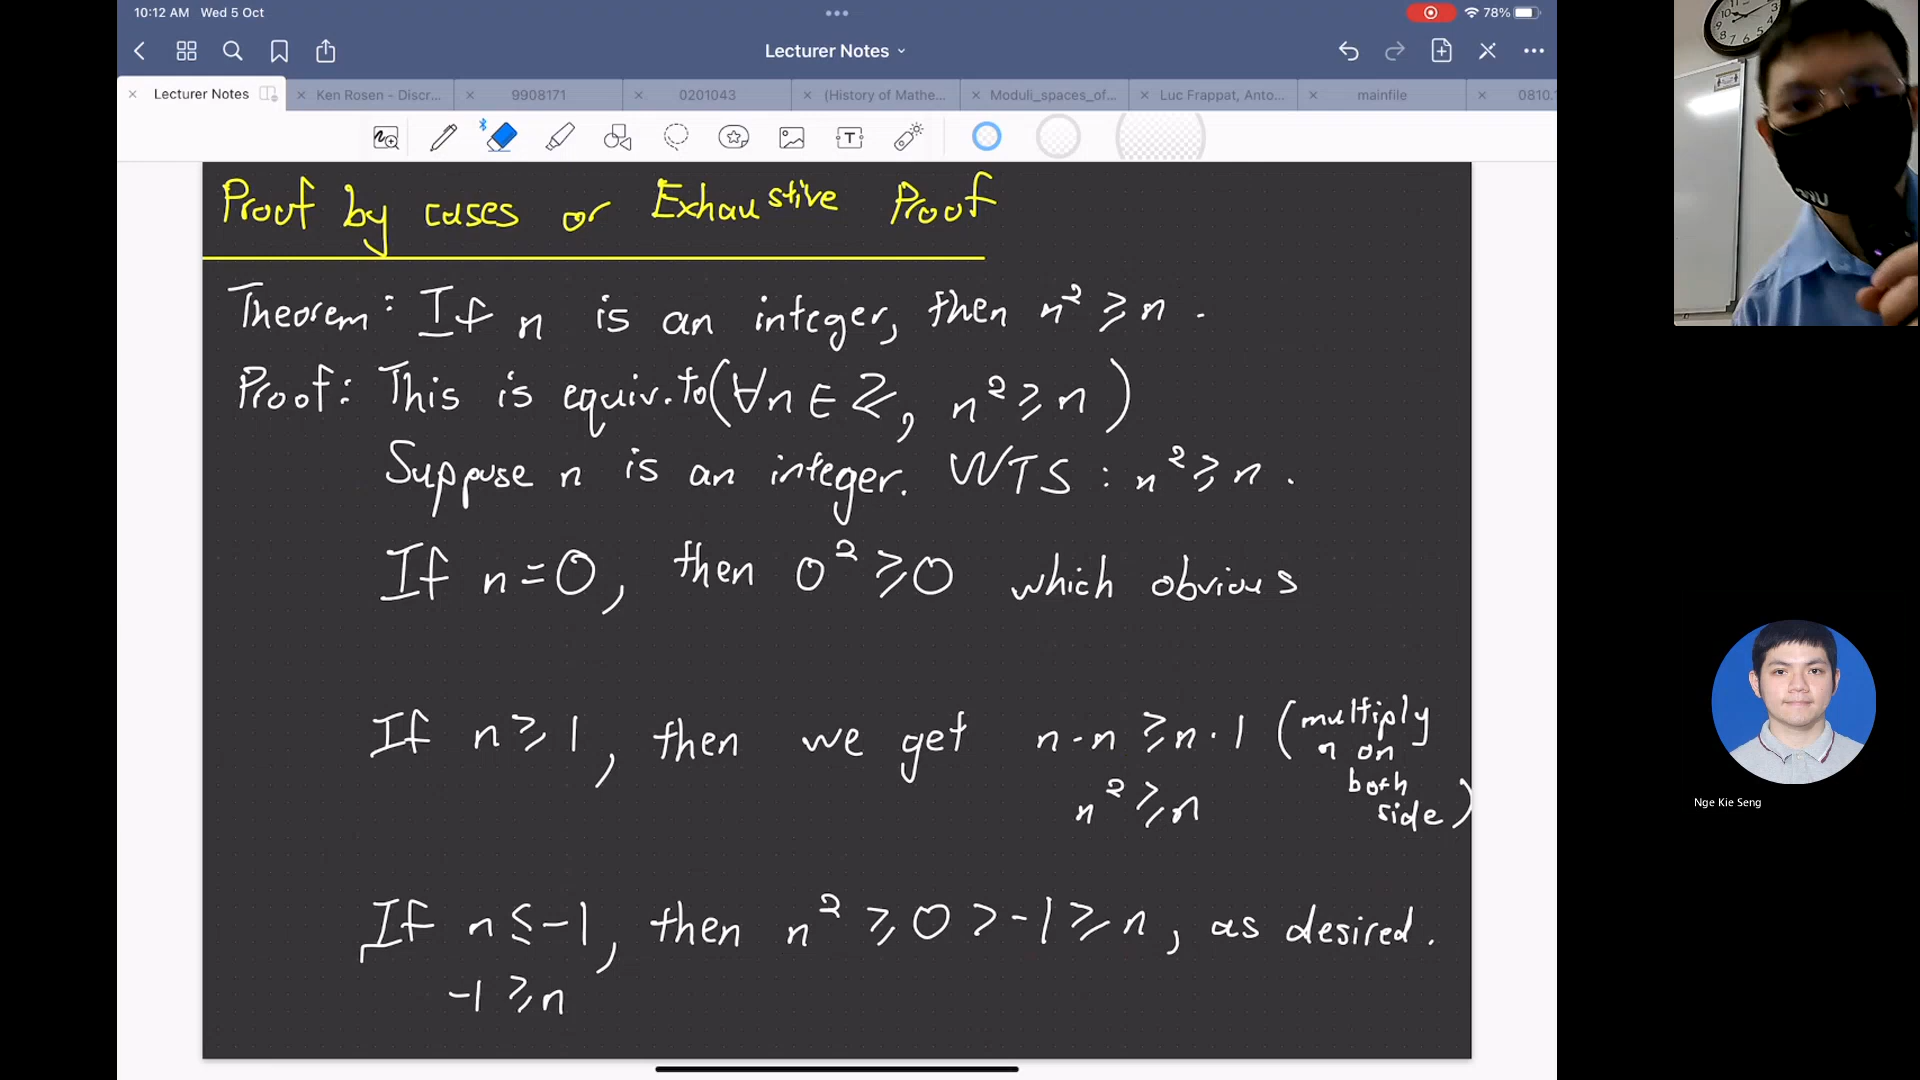 10:12 AM Wed 5 Oct
78%
Lecturer Notes
Lecturer Notes
Ken Rosen - Discr...
9908171
0201043
(History of Mathe...
Moduli_spaces_of...
Luc Frappat, Anto...
mainfile
0810.
Proof by cases or Exhaustive Proof
Theorem: If n is an integer, then n² ⩾ n.
Proof: This is equiv. to (∀n ∈ ℤ, n² ⩾ n)
Suppose n is an integer. WTS : n² ⩾ n.
If n = 0, then 0² ⩾ 0 which obvious
If n ⩾ 1, then we get n·n ⩾ n·1 (multiply
n on
both
n² ⩾ n
side)
If n ≤ -1, then n² ⩾ 0 > -1 ⩾ n, as desired.
-1 ⩾ n
Nge Kie Seng